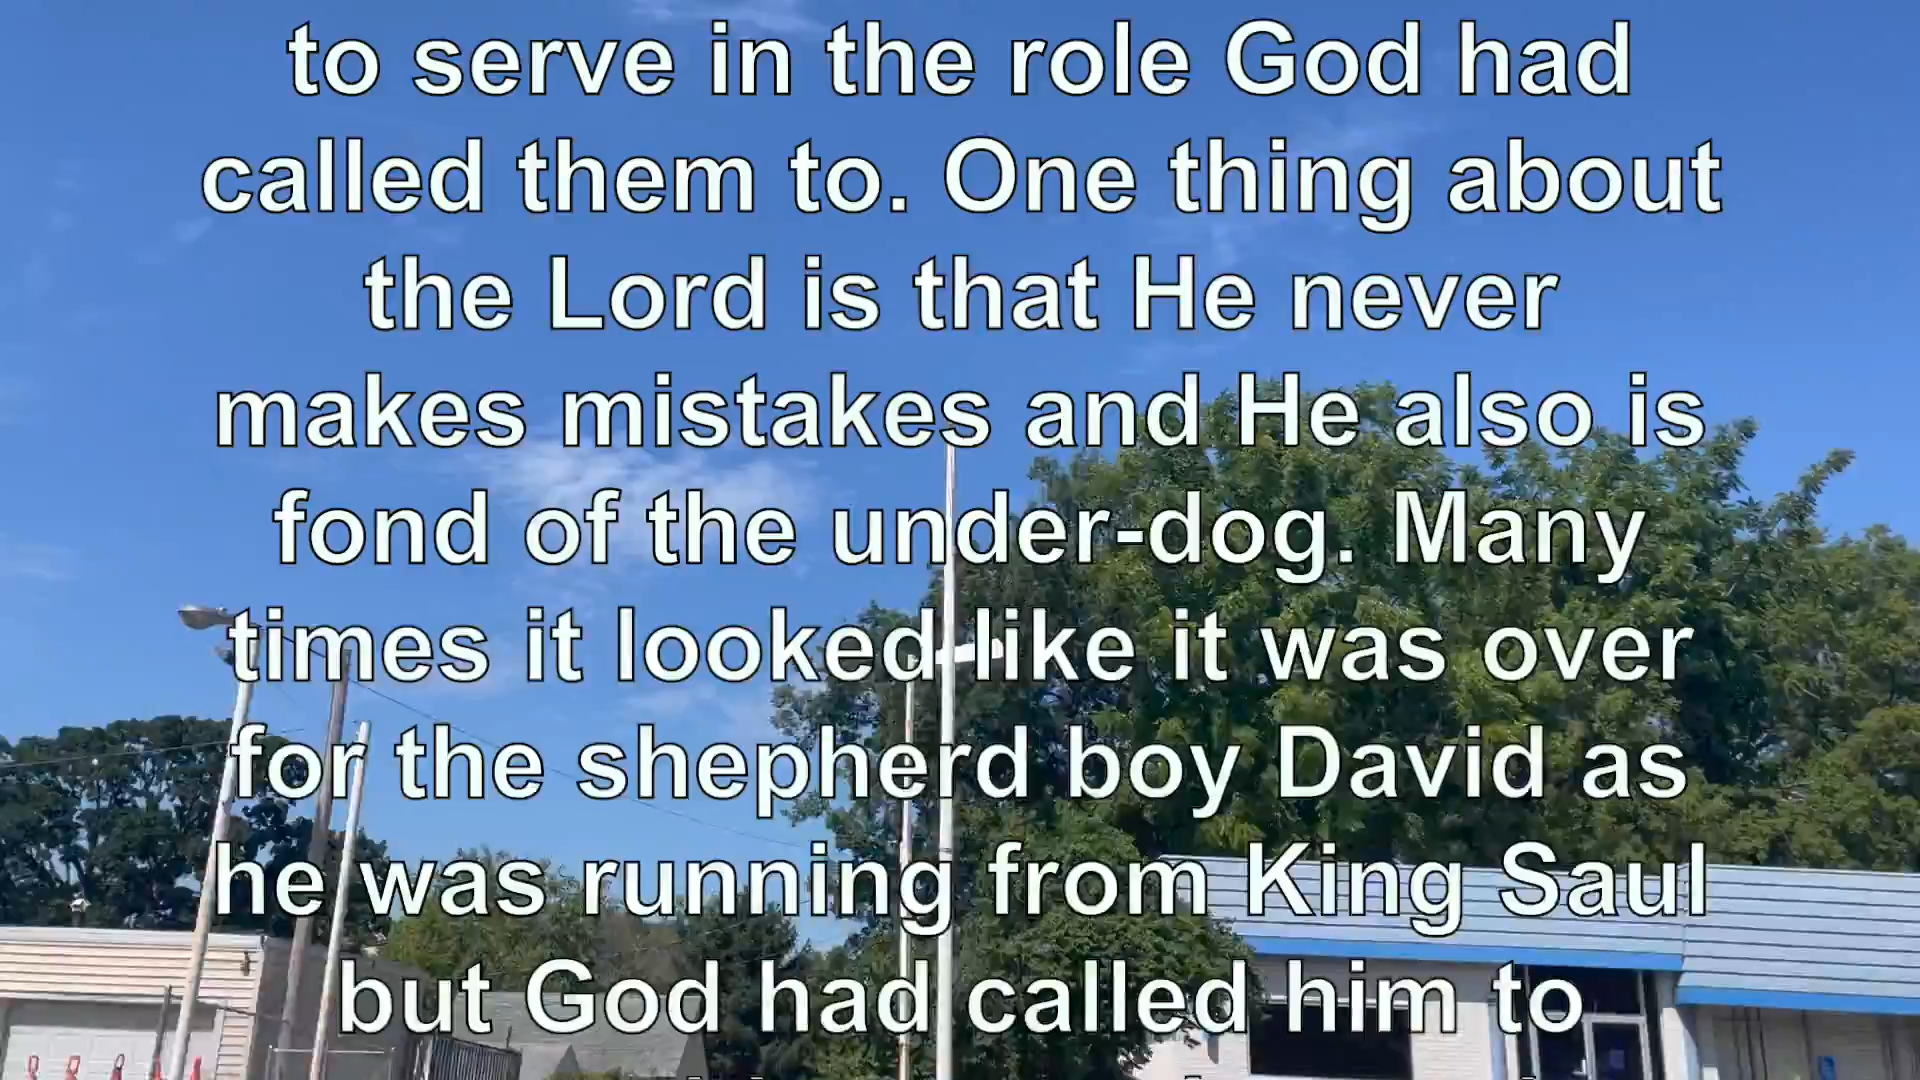 to serve in the role God had
called them to. One thing about
the Lord is that He never
makes mistakes and He also is
fond of the under-dog. Many
times it looked like it was over
for the shepherd boy David as
he was running from King Saul
but God had called him to